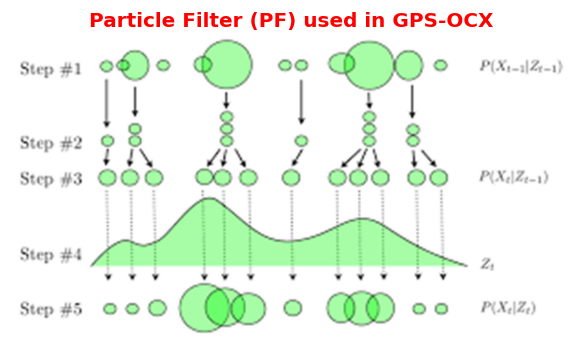 Particle Filter (PF) used in GPS-OCX
Step #1 P(X_{t-1}|Z_{t-1})
Step #2
Step #3 P(X_t|Z_{t-1})
Step #4 Z_t
Step #5 P(X_t|Z_t)